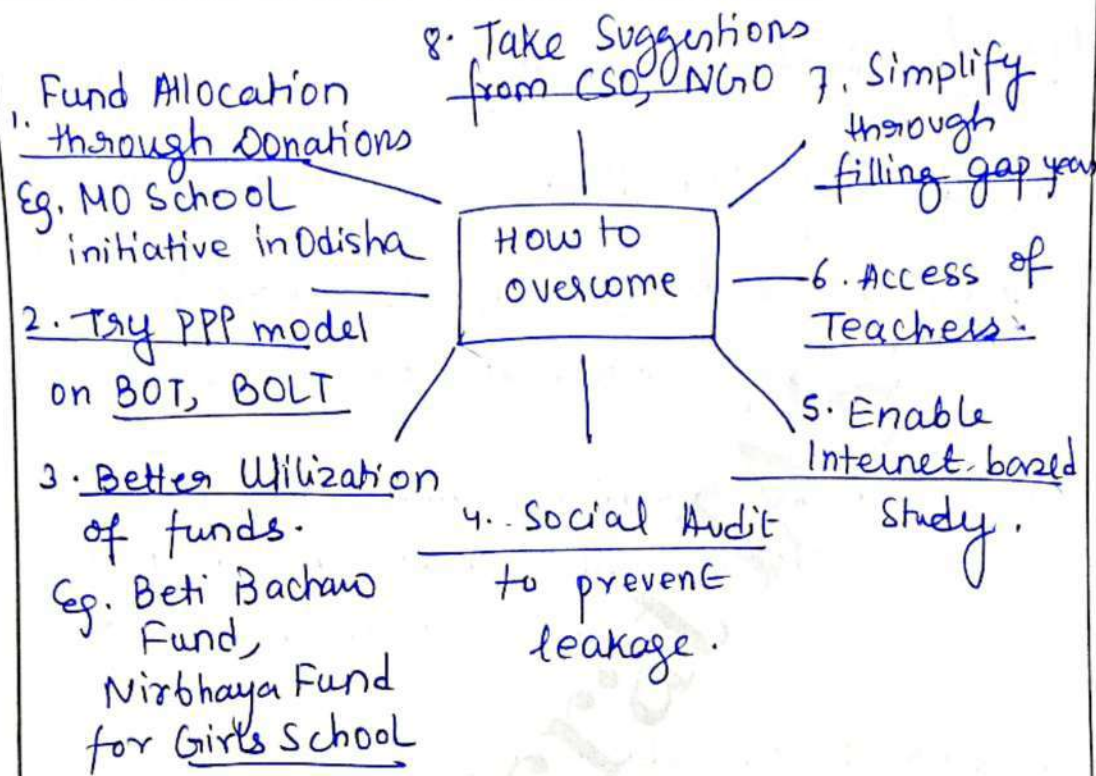 HOW to
overcome
1. Fund Allocation
through Donations
Eg. MO School
initiative in Odisha
2. Try PPP model
on BOT, BOLT
3. Better Utilization
of funds.
Eg. Beti Bachao
Fund,
Nirbhaya Fund
for Girls School
4. Social Audit
to prevent
leakage.
5. Enable
Internet based
Study.
6. Access of
Teachers.
7. Simplify
through
filling gap years
8. Take Suggestions
from CSO, NGO